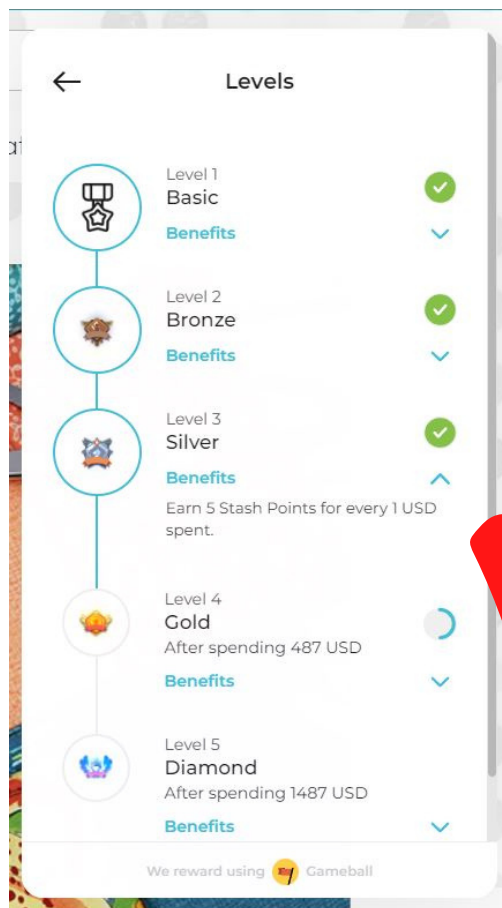 Levels
Level 1
Basic
Benefits
Level 2
Bronze
Benefits
Level 3
Silver
Benefits
Earn 5 Stash Points for every 1 USD
spent.
Level 4
Gold
After spending 487 USD
Benefits
Level 5
Diamond
After spending 1487 USD
Benefits
We reward using Gameball